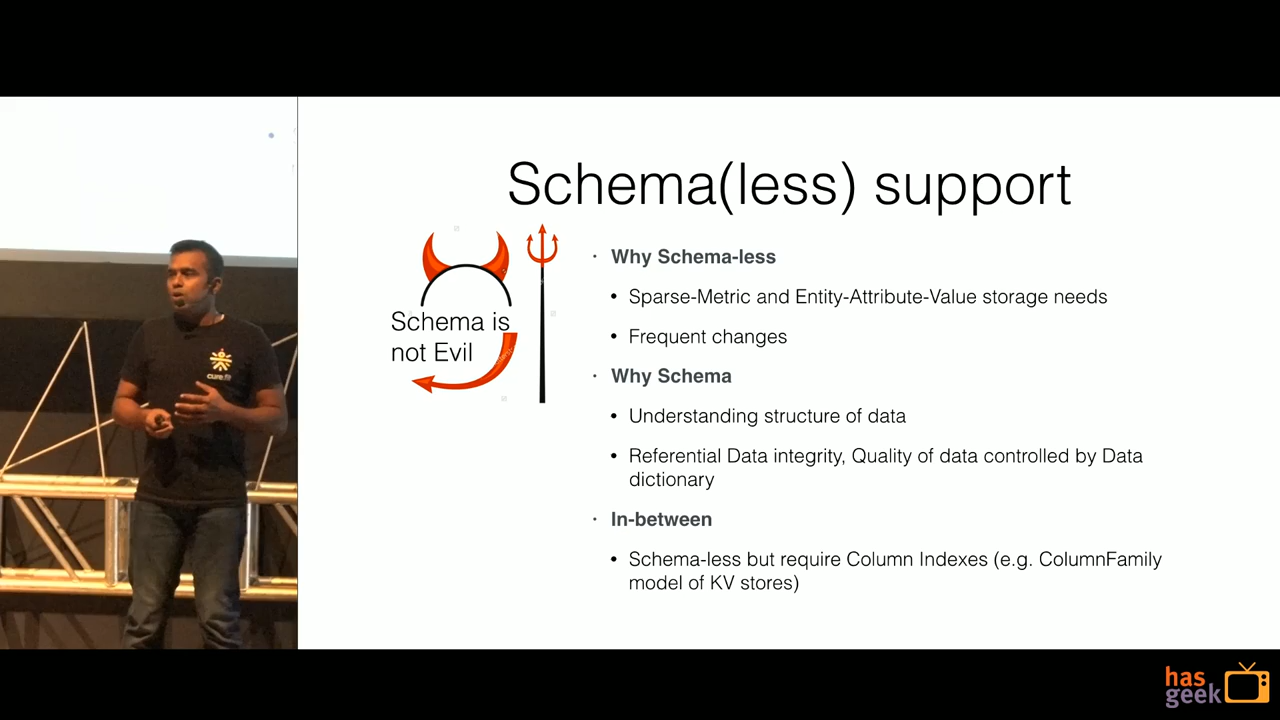 Schema(less) support
Schema is
not Evil
· Why Schema-less
• Sparse-Metric and Entity-Attribute-Value storage needs
• Frequent changes
· Why Schema
• Understanding structure of data
• Referential Data integrity, Quality of data controlled by Data
dictionary
· In-between
• Schema-less but require Column Indexes (e.g. ColumnFamily
model of KV stores)
cure.fit
has
geek